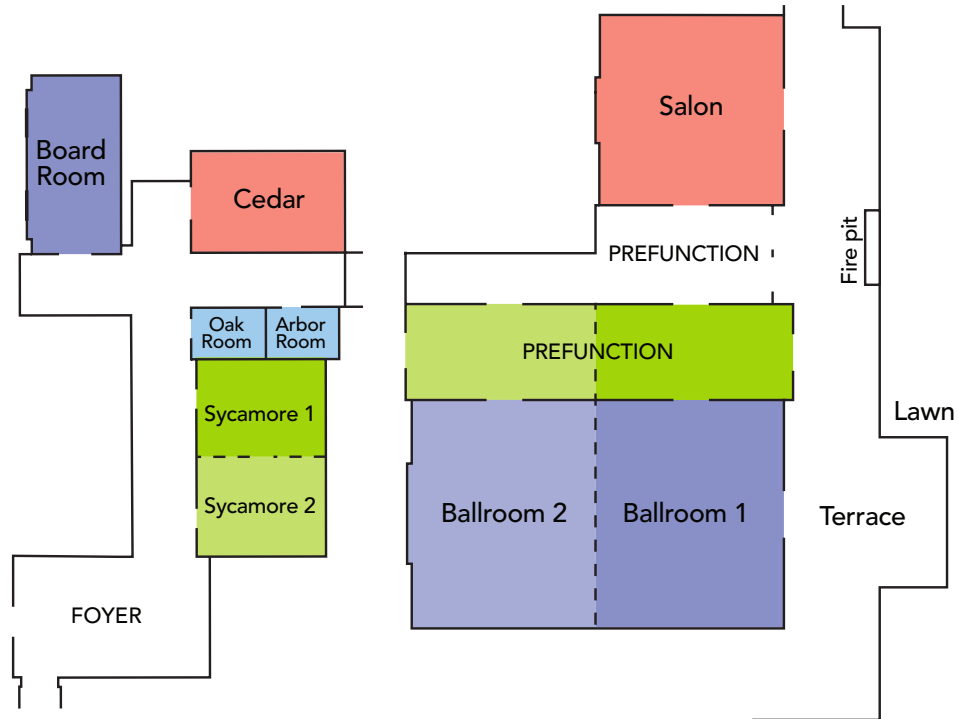 Salon
Board
Room
Cedar
PREFUNCTION
Fire pit
Oak
Room
Arbor
Room
PREFUNCTION
Sycamore 1
Lawn
Sycamore 2
Ballroom 2
Ballroom 1
Terrace
FOYER